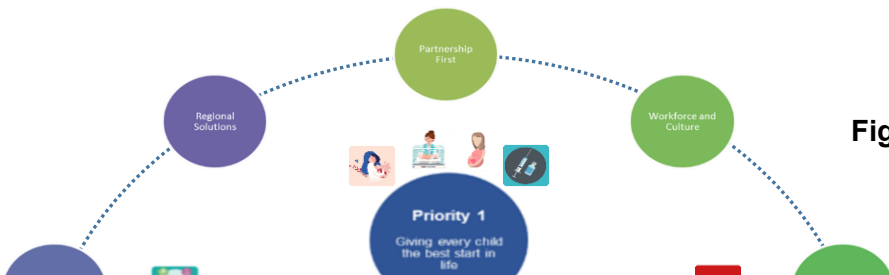 Partnership
First
Regional
Solutions
Workforce and
Culture
Fig
Priority 1
Giving every child
the best start in
life